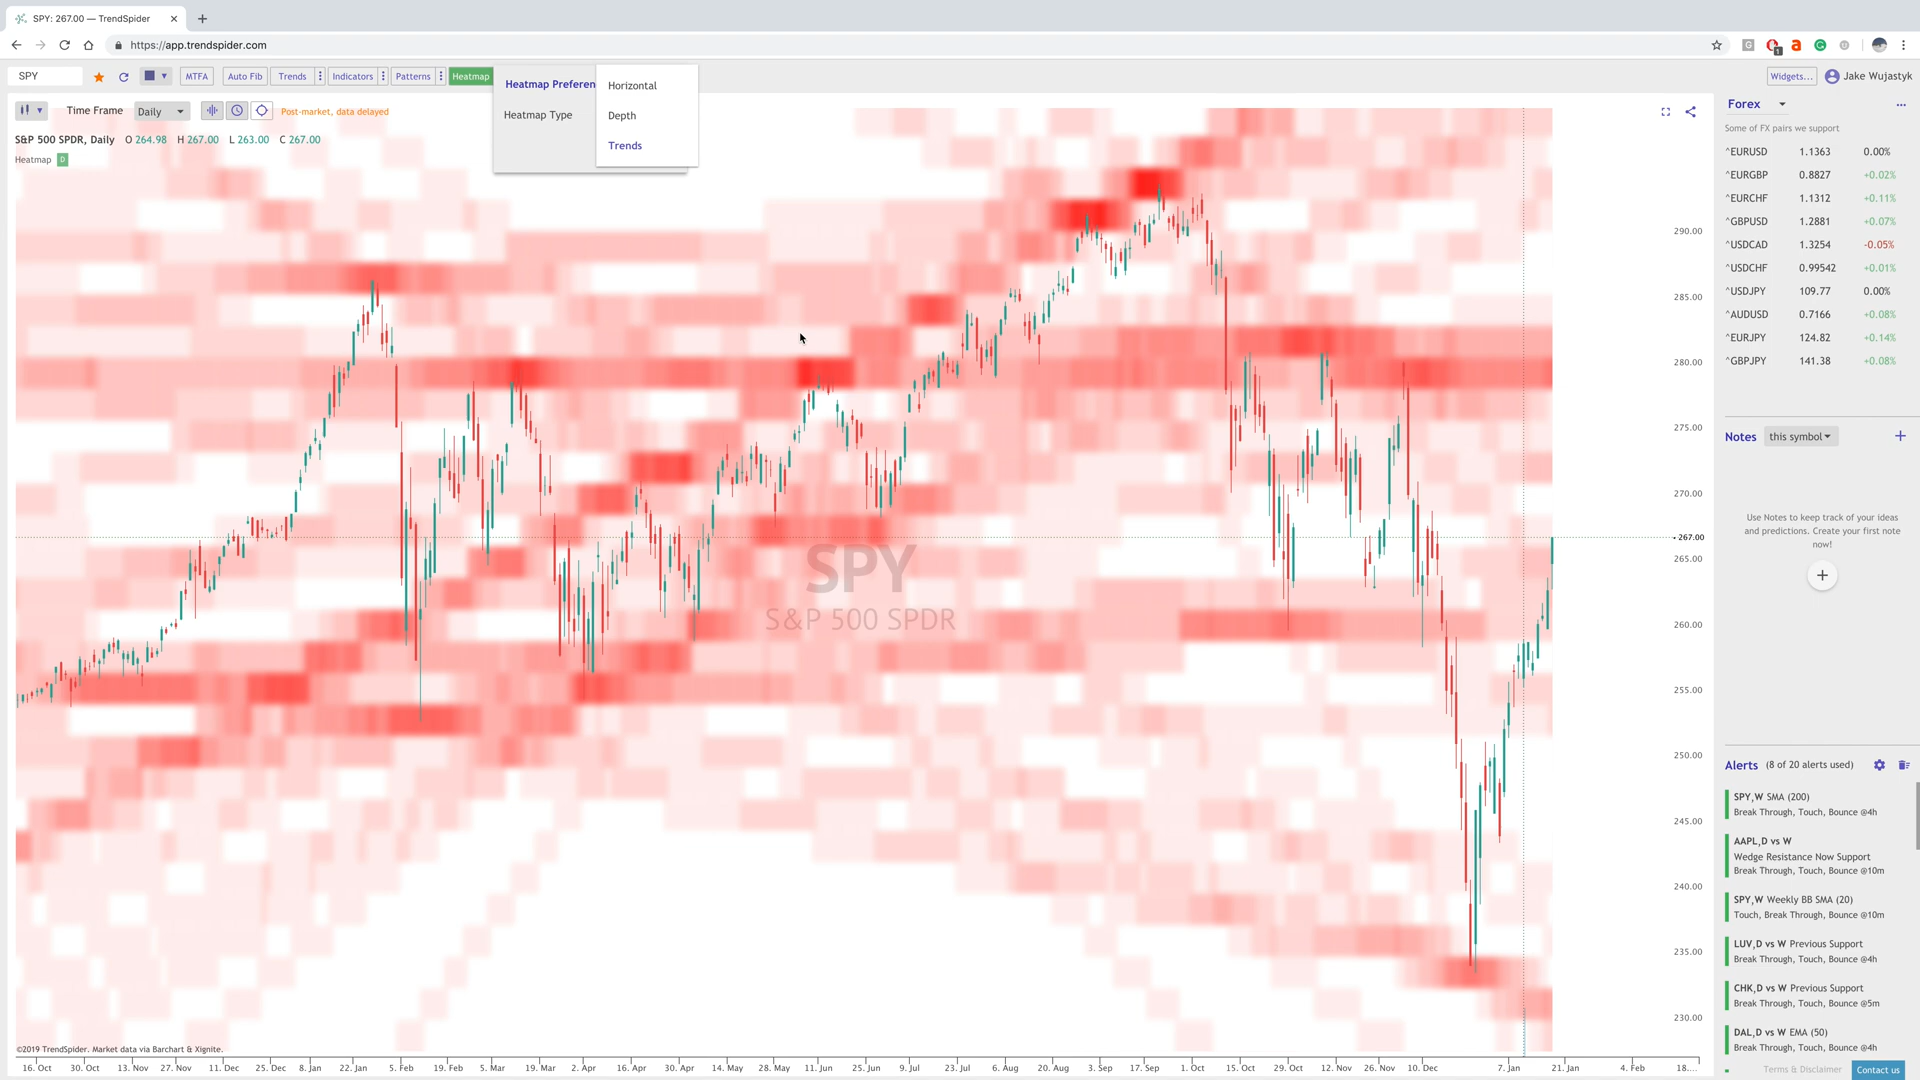 SPY: 267.00 — TrendSpider
https://app.trendspider.com
SPY
MTFA
Auto Fib
Trends
Indicators
Patterns
Heatmap
Heatmap Preferen
Heatmap Type
Horizontal
Depth
Trends
Widgets...
Jake Wujastyk
Time Frame
Daily
Post-market, data delayed
S&P 500 SPDR, Daily O 264.98 H 267.00 L 263.00 C 267.00
Heatmap D
SPY
S&P 500 SPDR
290.00
285.00
280.00
275.00
270.00
267.00
265.00
260.00
255.00
250.00
245.00
240.00
235.00
230.00
©2019 TrendSpider. Market data via Barchart & Xignite.
16. Oct 30. Oct 13. Nov 27. Nov 11. Dec 25. Dec 8. Jan 22. Jan 5. Feb 19. Feb 5. Mar 19. Mar 2. Apr 16. Apr 30. Apr 14. May 28. May 11. Jun 25. Jun 9. Jul 23. Jul 6. Aug 20. Aug 3. Sep 17. Sep 1. Oct 15. Oct 29. Oct 12. Nov 26. Nov 10. Dec 7. Jan 21. Jan 4. Feb 18....
Forex
Some of FX pairs we support
^EURUSD 1.1363 0.00%
^EURGBP 0.8827 +0.02%
^EURCHF 1.1312 +0.11%
^GBPUSD 1.2881 +0.07%
^USDCAD 1.3254 -0.05%
^USDCHF 0.99542 +0.01%
^USDJPY 109.77 0.00%
^AUDUSD 0.7166 +0.08%
^EURJPY 124.82 +0.14%
^GBPJPY 141.38 +0.08%
Notes this symbol
Use Notes to keep track of your ideas
and predictions. Create your first note
now!
Alerts (8 of 20 alerts used)
SPY,W SMA (200)
Break Through, Touch, Bounce @4h
AAPL,D vs W
Wedge Resistance Now Support
Break Through, Touch, Bounce @10m
SPY,W Weekly BB SMA (20)
Touch, Break Through, Bounce @10m
LUV,D vs W Previous Support
Break Through, Touch, Bounce @4h
CHK,D vs W Previous Support
Break Through, Touch, Bounce @5m
DAL,D vs W EMA (50)
Break Through, Touch, Bounce @4h
Terms & Disclaimer
Contact us